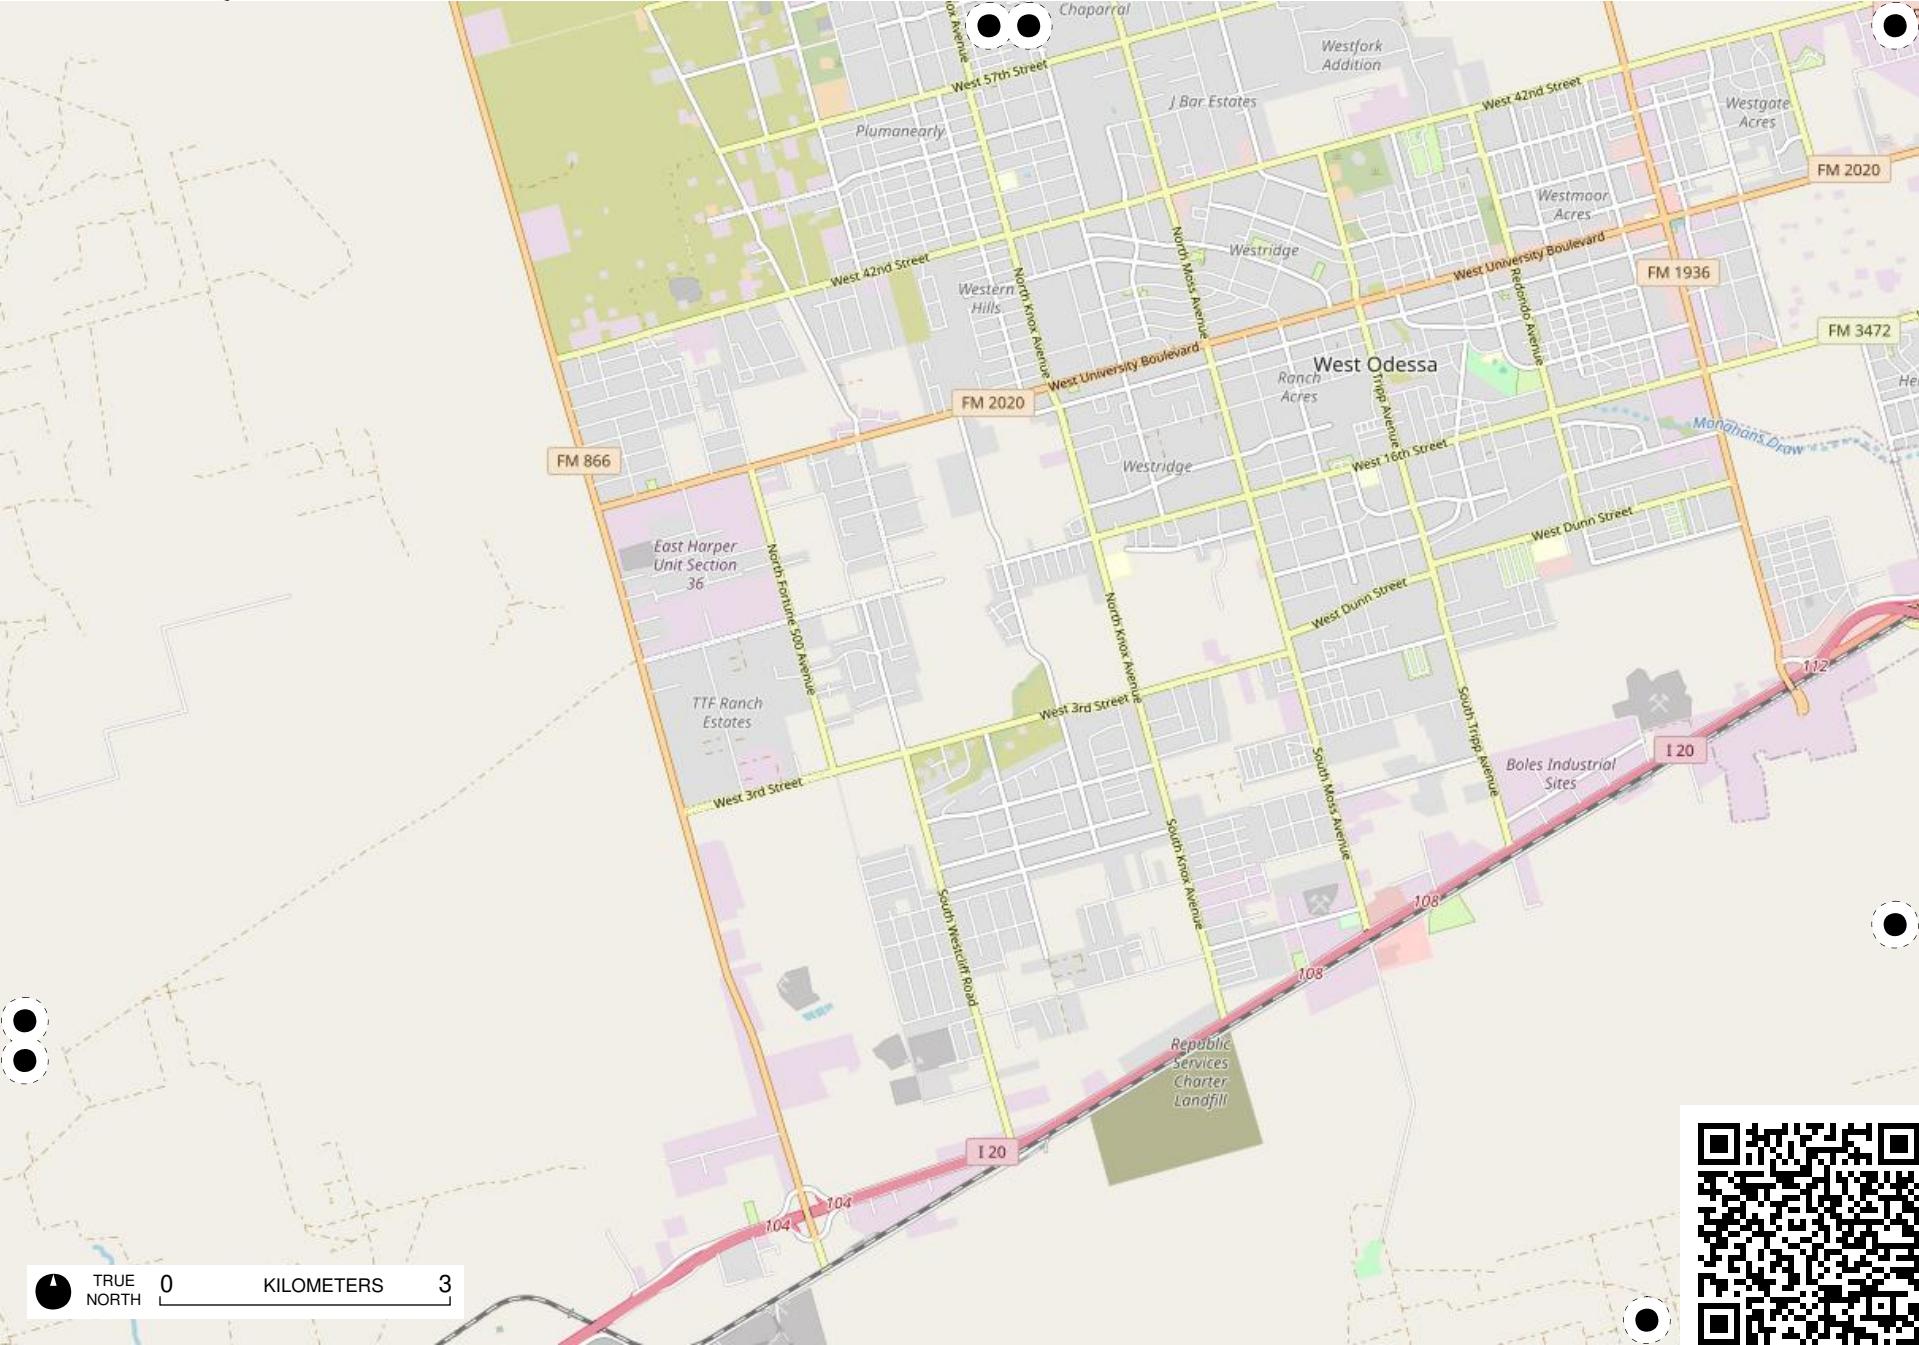 Chaparral
ox Avenue
Westfork
Addition
West 57th Street
J Bar Estates
West 42nd Street
Westgate
Acres
Plumanearly
FM 2020
Westmoor
Acres
North Moss Avenue
Westridge
West University Boulevard
West 42nd Street
FM 1936
Western
Hills
North Knox Avenue
Redondo Avenue
FM 3472
West University Boulevard
West Odessa
Ranch
Acres
Tripp Avenue
He
FM 2020
Monahans Draw
FM 866
Westridge
West 16th Street
West Dunn Street
East Harper
Unit Section
36
North Fortune 500 Avenue
West Dunn Street
North Knox Avenue
112
TTF Ranch
Estates
West 3rd Street
South Tripp Avenue
I 20
South Moss Avenue
Boles Industrial
Sites
West 3rd Street
South Knox Avenue
108
South Westcliff Road
108
Republic
Services
Charter
Landfill
I 20
104
104
TRUE
NORTH
0 KILOMETERS 3